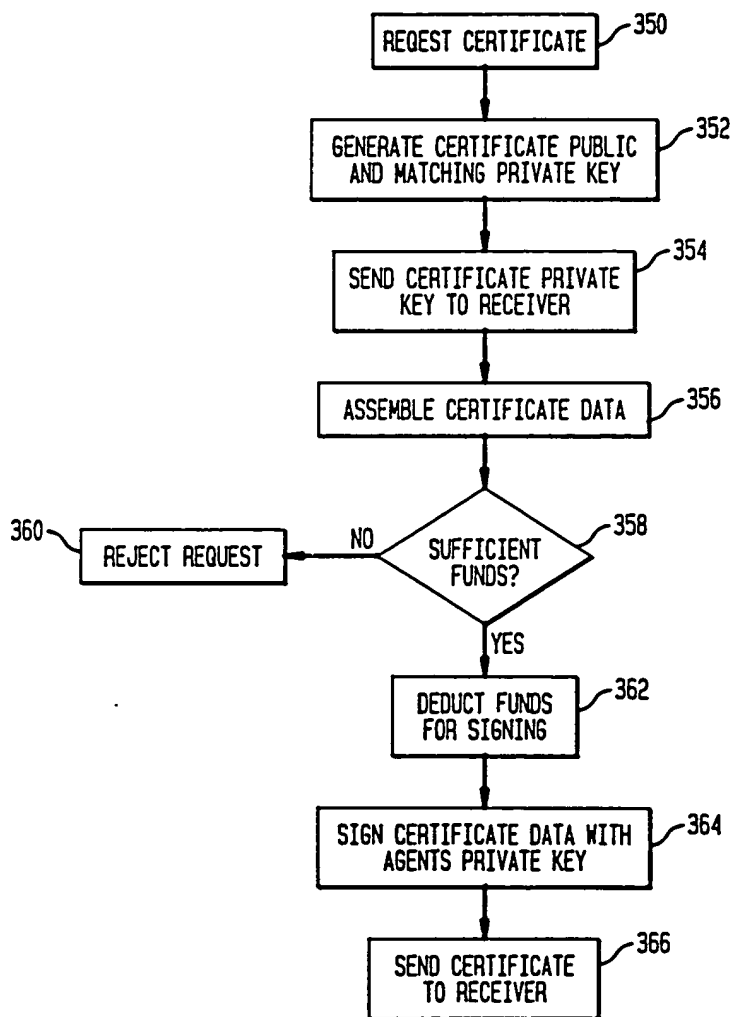 REQEST CERTIFICATE
350
GENERATE CERTIFICATE PUBLIC
AND MATCHING PRIVATE KEY
352
SEND CERTIFICATE PRIVATE
KEY TO RECEIVER
354
ASSEMBLE CERTIFICATE DATA
356
SUFFICIENT
FUNDS?
358
NO
360
REJECT REQUEST
YES
DEDUCT FUNDS
FOR SIGNING
362
SIGN CERTIFICATE DATA WITH
AGENTS PRIVATE KEY
364
SEND CERTIFICATE
TO RECEIVER
366